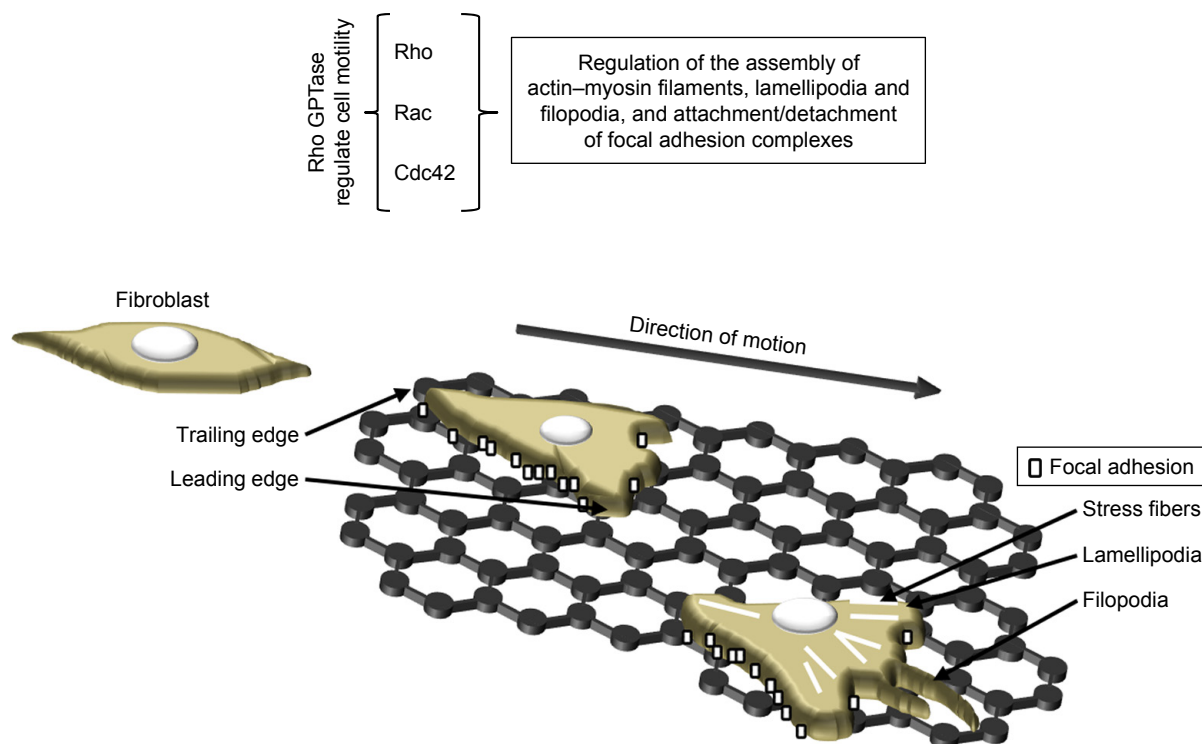 Rho GPTase
regulate cell motility
Rho
Rac
Cdc42
Regulation of the assembly of
actin–myosin filaments, lamellipodia and
filopodia, and attachment/detachment
of focal adhesion complexes
Fibroblast
Direction of motion
Trailing edge
Leading edge
Focal adhesion
Stress fibers
Lamellipodia
Filopodia